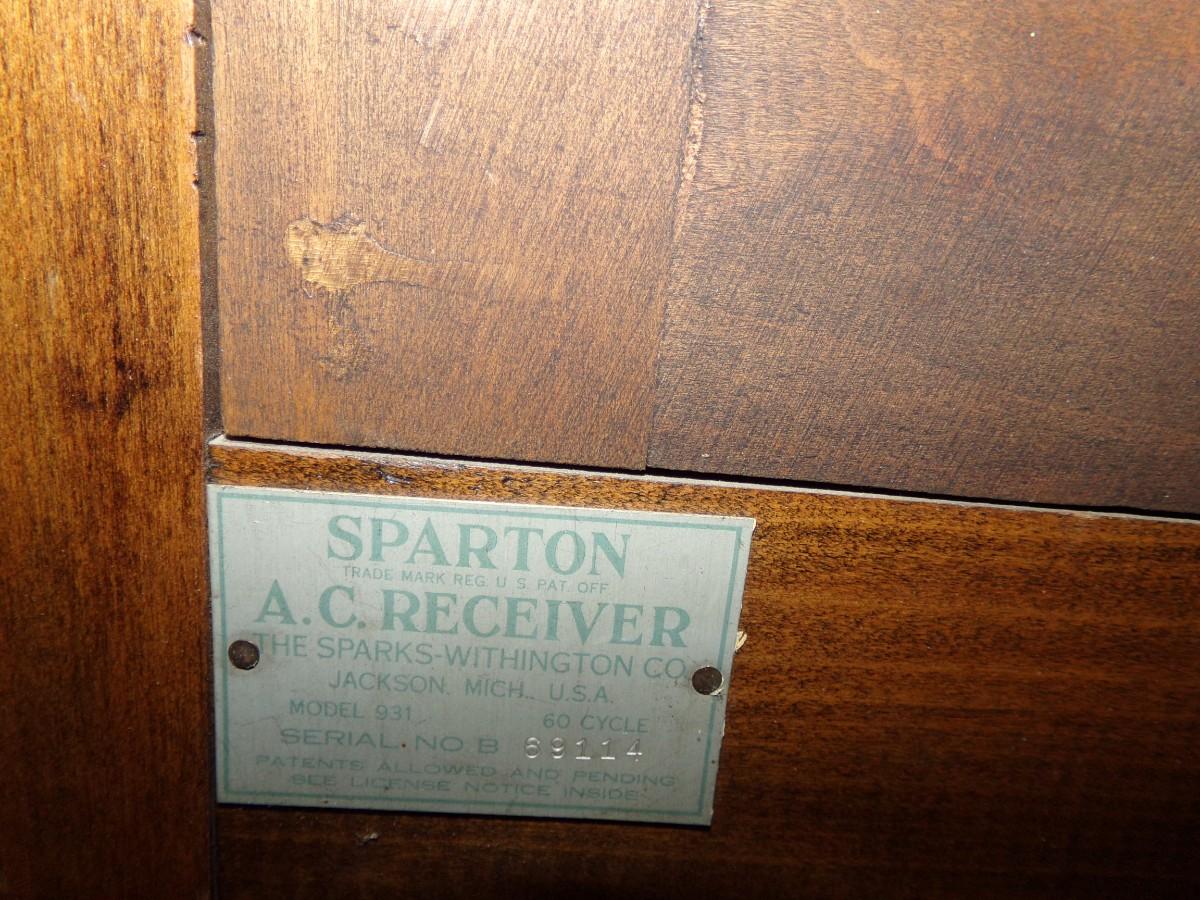 SPARTON
TRADE MARK REG. U.S. PAT. OFF
A.C. RECEIVER
THE SPARKS-WITHINGTON CO.
JACKSON, MICH., U.S.A.
MODEL 931 60 CYCLE
SERIAL NO B 69114
PATENTS ALLOWED AND PENDING
SEE LICENSE NOTICE INSIDE